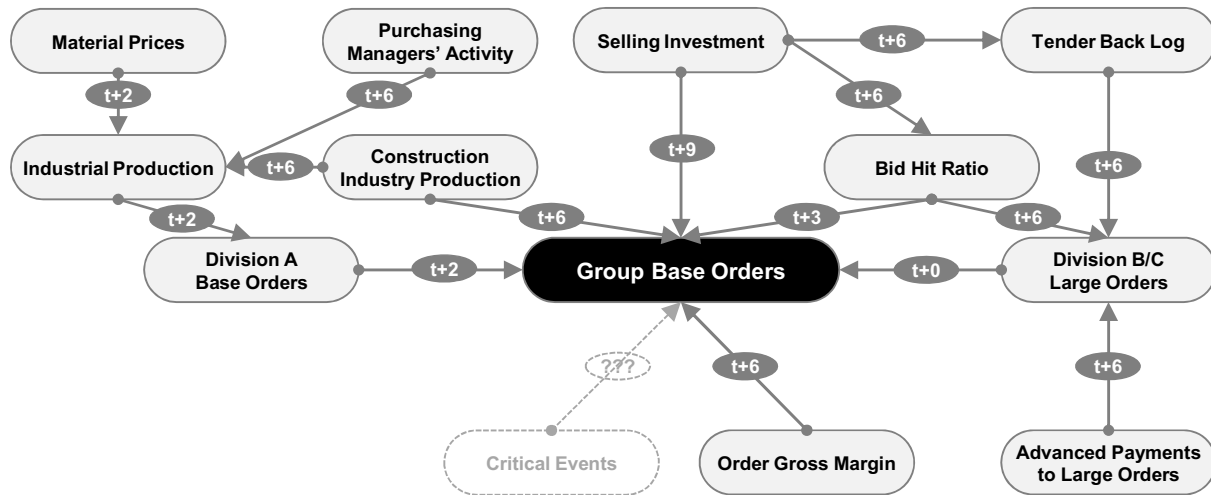 Material Prices
Purchasing
Managers' Activity
Selling Investment
t+6
Tender Back Log
t+2
t+6
t+6
Industrial Production
t+6
Construction
Industry Production
t+9
Bid Hit Ratio
t+6
t+2
t+6
t+3
t+6
Division A
Base Orders
t+2
Group Base Orders
t+0
Division B/C
Large Orders
???
t+6
t+6
Critical Events
Order Gross Margin
Advanced Payments
to Large Orders